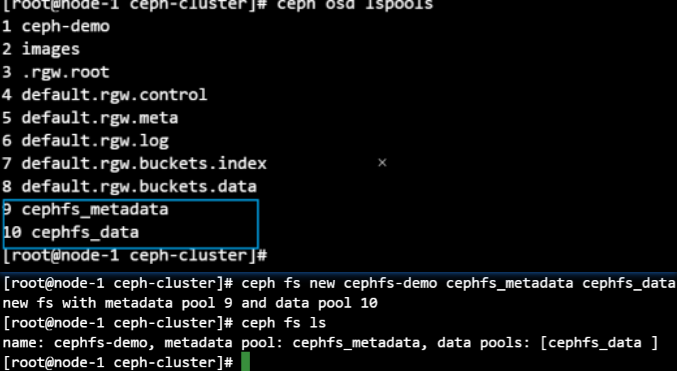 [root@node-1 ceph-cluster]# ceph osd lspools
1 ceph-demo
2 images
3 .rgw.root
4 default.rgw.control
5 default.rgw.meta
6 default.rgw.log
7 default.rgw.buckets.index
8 default.rgw.buckets.data
9 cephfs_metadata
10 cephfs_data
[root@node-1 ceph-cluster]#
[root@node-1 ceph-cluster]# ceph fs new cephfs-demo cephfs_metadata cephfs_data
new fs with metadata pool 9 and data pool 10
[root@node-1 ceph-cluster]# ceph fs ls
name: cephfs-demo, metadata pool: cephfs_metadata, data pools: [cephfs_data ]
[root@node-1 ceph-cluster]#